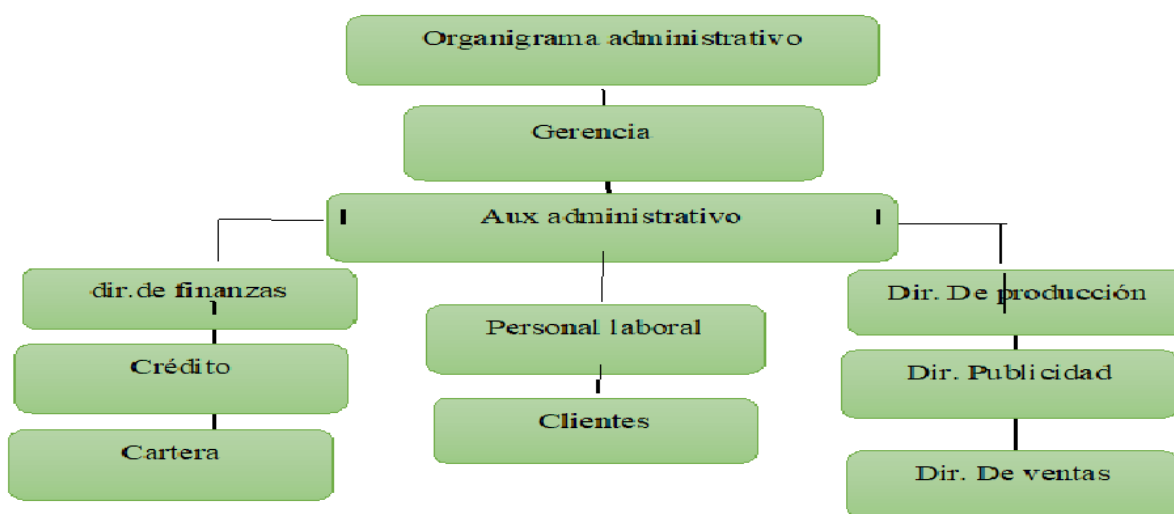 Organigrama administrativo
Gerencia
Aux administrativo
dir.de finanzas
Crédito
Cartera
Personal laboral
Clientes
Dir. De producción
Dir. Publicidad
Dir. De ventas